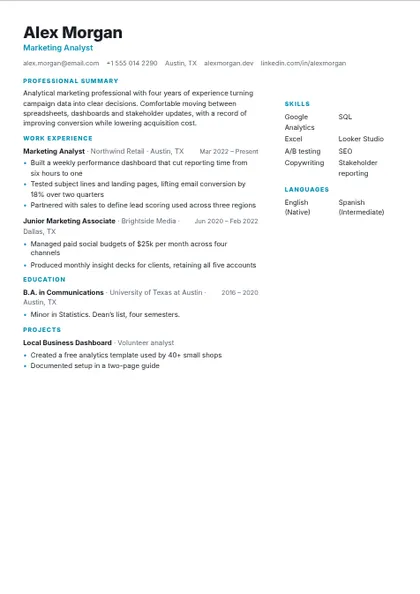 Alex Morgan
Marketing Analyst
alex.morgan@email.com +1 555 014 2290 Austin, TX alexmorgan.dev linkedin.com/in/alexmorgan
PROFESSIONAL SUMMARY
Analytical marketing professional with four years of experience turning
campaign data into clear decisions. Comfortable moving between
spreadsheets, dashboards and stakeholder updates, with a record of
improving conversion while lowering acquisition cost.
WORK EXPERIENCE
Marketing Analyst · Northwind Retail · Austin, TX Mar 2022 – Present
• Built a weekly performance dashboard that cut reporting time from
six hours to one
• Tested subject lines and landing pages, lifting email conversion by
18% over two quarters
• Partnered with sales to define lead scoring used across three regions
Junior Marketing Associate · Brightside Media · Jun 2020 – Feb 2022
Dallas, TX
• Managed paid social budgets of $25k per month across four
channels
• Produced monthly insight decks for clients, retaining all five accounts
EDUCATION
B.A. in Communications · University of Texas at Austin · 2016 – 2020
Austin, TX
• Minor in Statistics. Dean's list, four semesters.
PROJECTS
Local Business Dashboard · Volunteer analyst
• Created a free analytics template used by 40+ small shops
• Documented setup in a two-page guide
SKILLS
Google SQL
Analytics
Excel Looker Studio
A/B testing SEO
Copywriting Stakeholder
reporting
LANGUAGES
English Spanish
(Native) (Intermediate)